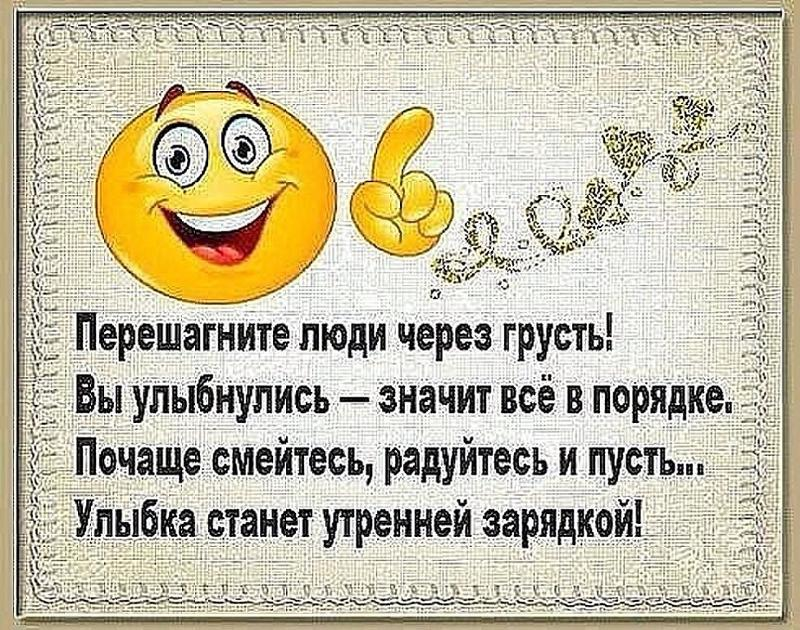 Перешагните люди через грусть!
Вы улыбнулись — значит всё в порядке.
Почаще смейтесь, радуйтесь и пусть...
Улыбка станет утренней зарядкой!